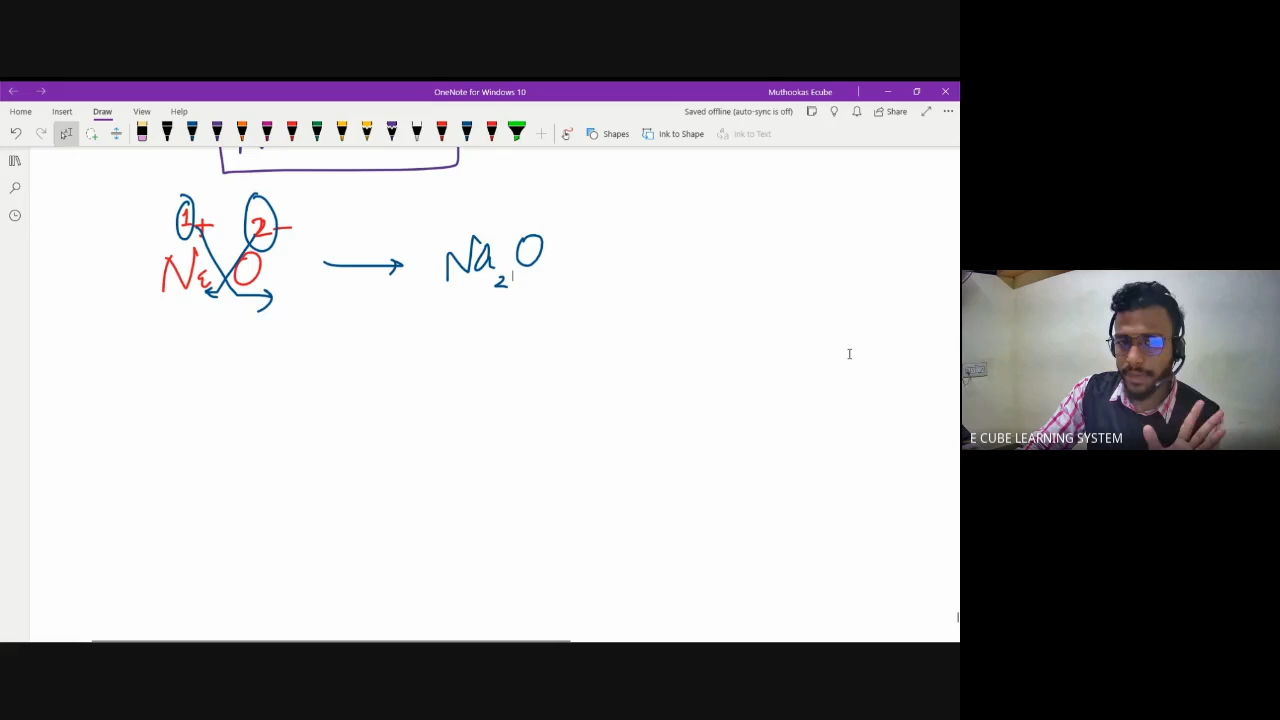 OneNote for Windows 10
Muthookas Ecube
Home Insert Draw View Help
Saved offline (auto-sync is off)
Share
Shapes
Ink to Shape
Ink to Text
1+ 2-
Na O → Na₂O
E CUBE LEARNING SYSTEM